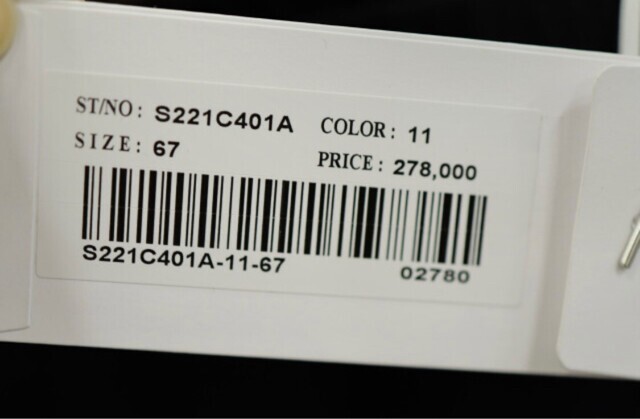 ST/NO: S221C401A COLOR: 11
SIZE: 67 PRICE: 278,000
S221C401A-11-67 02780